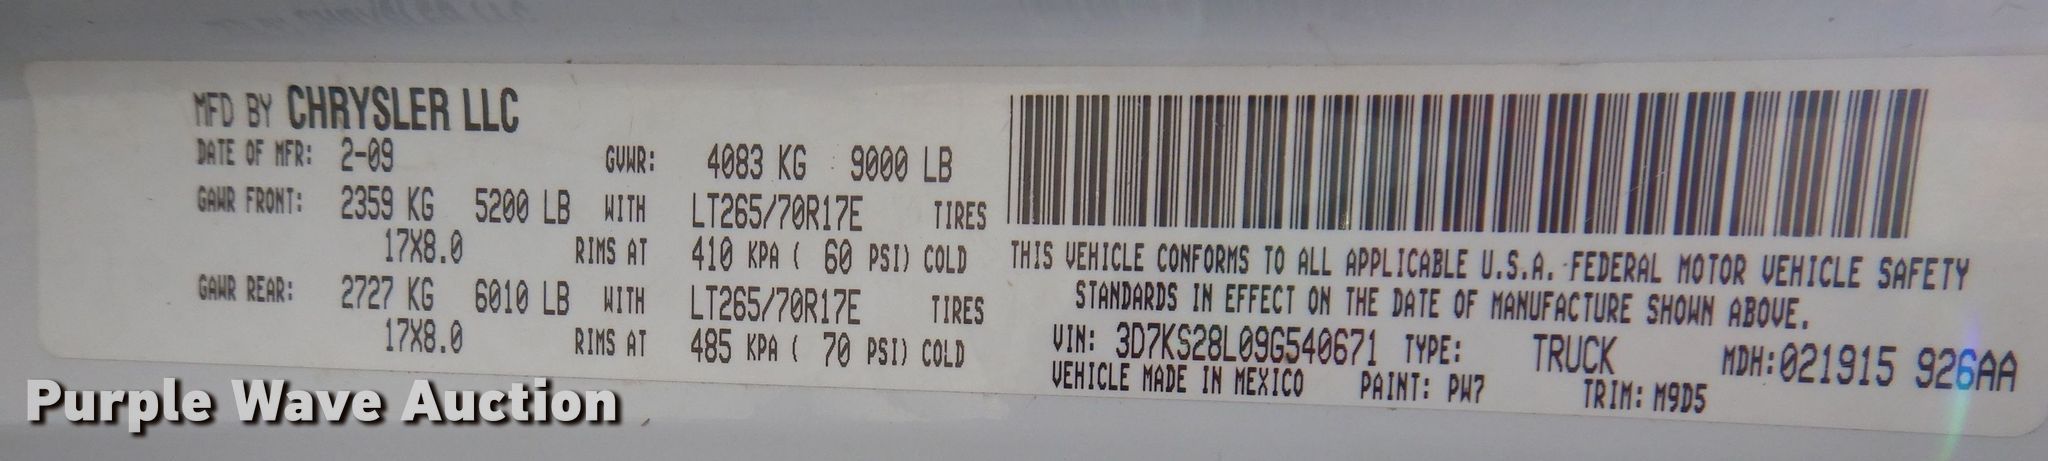 MFD BY CHRYSLER LLC
DATE OF MFR: 2-09 GVWR: 4083 KG 9000 LB
GAWR FRONT: 2359 KG 5200 LB WITH LT265/70R17E TIRES
17X8.0 RIMS AT 410 KPA ( 60 PSI) COLD
GAWR REAR: 2727 KG 6010 LB WITH LT265/70R17E TIRES
17X8.0 RIMS AT 485 KPA ( 70 PSI) COLD
THIS VEHICLE CONFORMS TO ALL APPLICABLE U.S.A. FEDERAL MOTOR VEHICLE SAFETY
STANDARDS IN EFFECT ON THE DATE OF MANUFACTURE SHOWN ABOVE.
VIN: 3D7KS28L09G540671 TYPE: TRUCK MDH:021915 926AA
VEHICLE MADE IN MEXICO PAINT: PW7 TRIM: M9D5
Purple Wave Auction